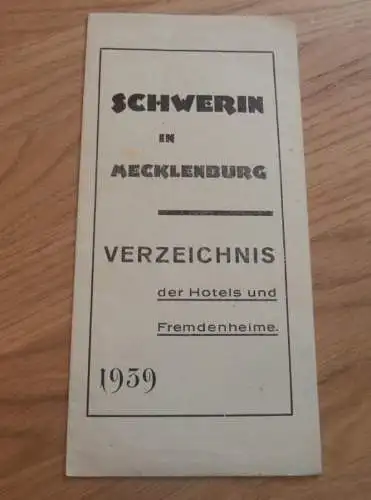 SCHWERIN
IN
MECKLENBURG
VERZEICHNIS
der Hotels und
Fremdenheime.
1939